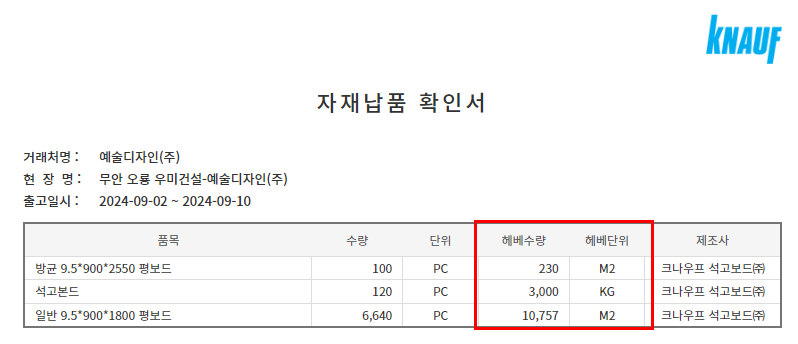 KNAUF
자재납품 확인서
거래처명 : 예술디자인(주)
현 장 명 : 무안 오룡 우미건설-예술디자인(주)
출고일시 : 2024-09-02 ~ 2024-09-10
품목 수량 단위 헤베수량 헤베단위 제조사
방균 9.5*900*2550 평보드 100 PC 230 M2 크나우프 석고보드㈜
석고본드 120 PC 3,000 KG 크나우프 석고보드㈜
일반 9.5*900*1800 평보드 6,640 PC 10,757 M2 크나우프 석고보드㈜